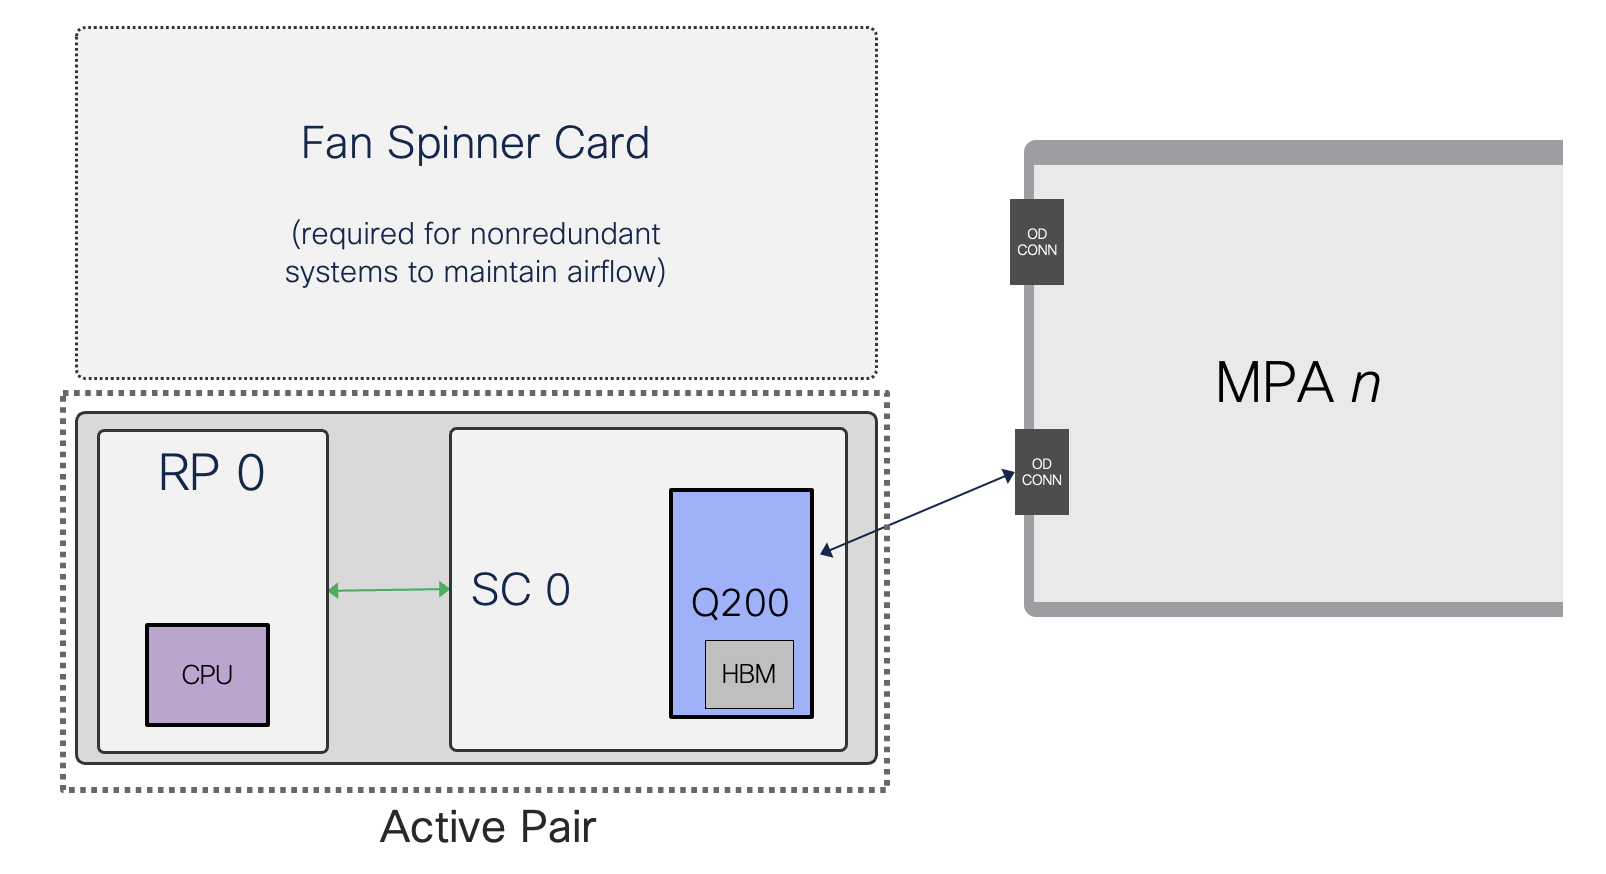 Fan Spinner Card
(required for nonredundant
systems to maintain airflow)
OD
CONN
MPA n
OD
CONN
RP 0
SC 0
Q200
CPU
HBM
Active Pair